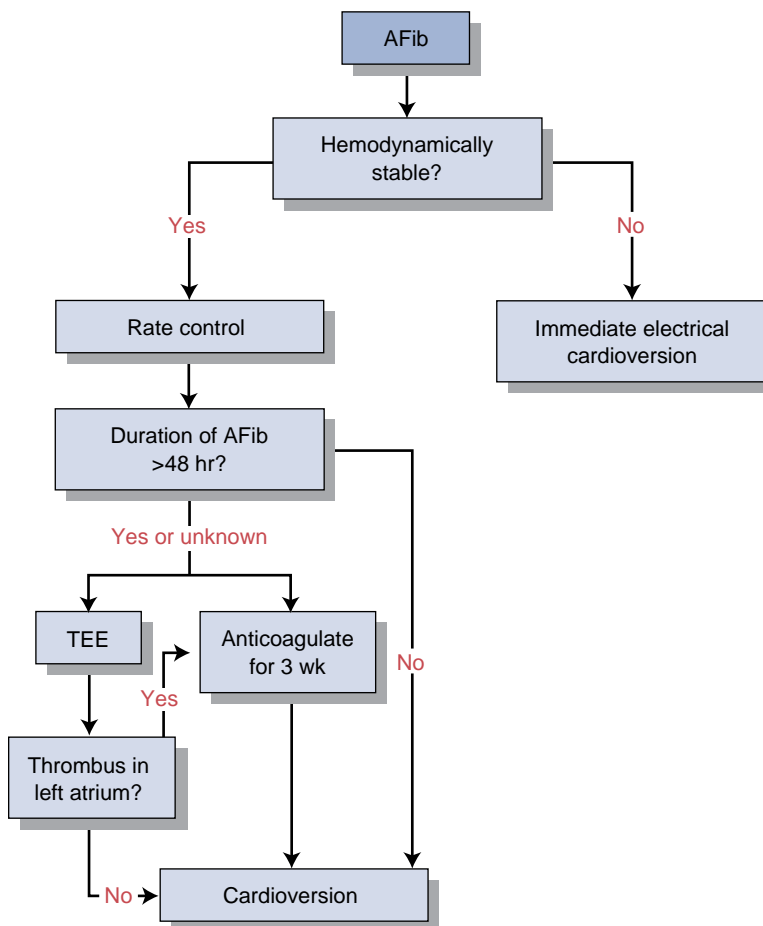 AFib
Hemodynamically
stable?
Yes
No
Rate control
Immediate electrical
cardioversion
Duration of AFib
>48 hr?
Yes or unknown
TEE
Anticoagulate
for 3 wk
No
Yes
Thrombus in
left atrium?
No
Cardioversion